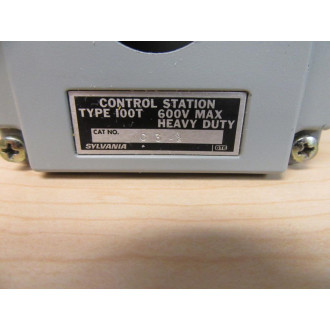 CONTROL STATION
TYPE 100T 600V MAX
HEAVY DUTY
CAT NO.
SYLVANIA GTE